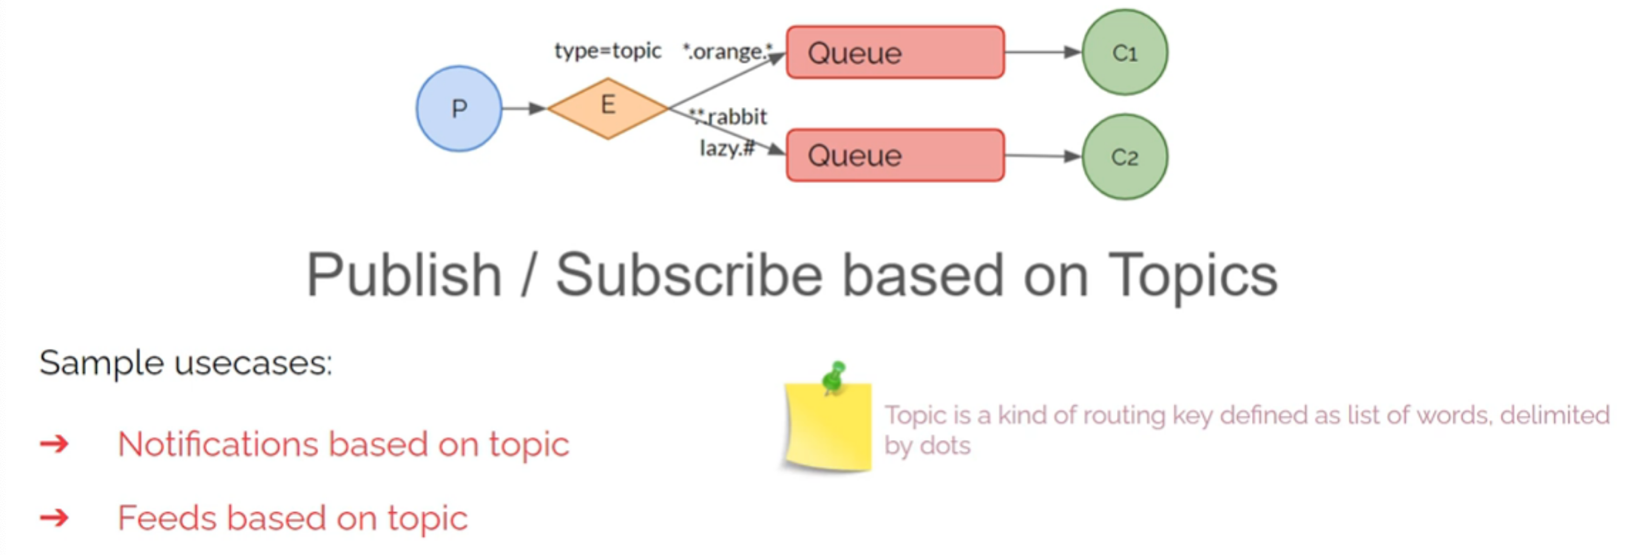 type=topic
*.orange.*
Queue
C1
P
E
*.*.rabbit
lazy.#
Queue
C2
Publish / Subscribe based on Topics
Sample usecases:
➔ Notifications based on topic
➔ Feeds based on topic
Topic is a kind of routing key defined as list of words, delimited
by dots